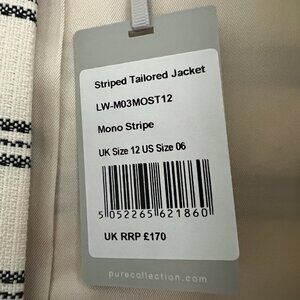 Striped Tailored Jacket
LW-M03MOST12
Mono Stripe
UK Size 12 US Size 06
5 052265 621860
UK RRP £170
purecollection.com